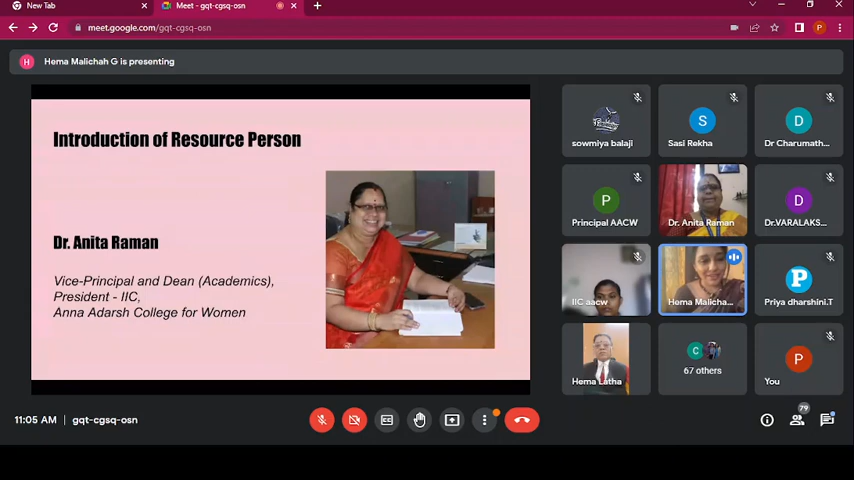 New Tab
Meet - gqt-cgsq-osn
meet.google.com/gqt-cgsq-osn
P
H
Hema Malichah G is presenting
Introduction of Resource Person
Dr. Anita Raman
Vice-Principal and Dean (Academics),
President - IIC,
Anna Adarsh College for Women
sowmiya balaji
S
Sasi Rekha
D
Dr Charumath...
P
Principal AACW
Dr. Anita Raman
D
Dr.VARALAKS...
IIC aacw
Hema Malicha...
P
Priya dharshini.T
Hema Latha
C
67 others
P
You
11:05 AM | gqt-cgsq-osn
79